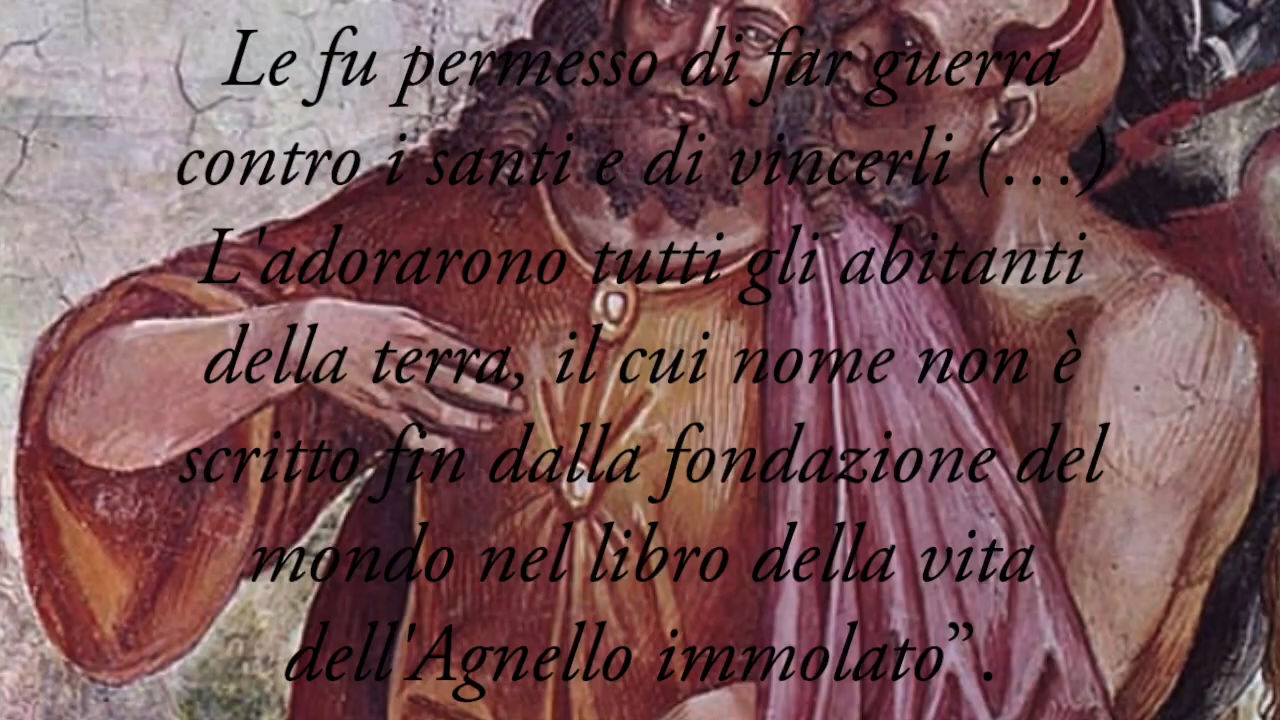 Le fu permesso di far guerra
contro i santi e di vincerli (…)
L'adorarono tutti gli abitanti
della terra, il cui nome non è
scritto fin dalla fondazione del
mondo nel libro della vita
dell'Agnello immolato”.